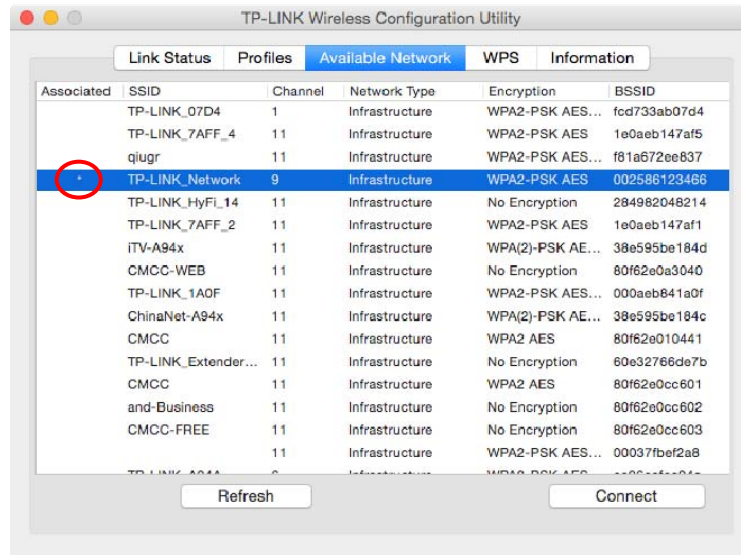 TP-LINK Wireless Configuration Utility
Link Status Profiles Available Network WPS Information
Associated SSID Channel Network Type Encryption BSSID
TP-LINK_07D4 1 Infrastructure WPA2-PSK AES... fcd733ab07d4
TP-LINK_7AFF_4 11 Infrastructure WPA2-PSK AES 1e0aeb147af5
qiugr 11 Infrastructure WPA2-PSK AES... f81a672ee837
* TP-LINK_Network 9 Infrastructure WPA2-PSK AES 002586123466
TP-LINK_HyFi_14 11 Infrastructure No Encryption 284982048214
TP-LINK_7AFF_2 11 Infrastructure WPA2-PSK AES 1e0aeb147af1
iTV-A94x 11 Infrastructure WPA(2)-PSK AE... 38e595be184d
CMCC-WEB 11 Infrastructure No Encryption 80f62e0a3040
TP-LINK_1A0F 11 Infrastructure WPA2-PSK AES... 000aeb841a0f
ChinaNet-A94x 11 Infrastructure WPA(2)-PSK AE... 38e595be184c
CMCC 11 Infrastructure WPA2 AES 80f62e010441
TP-LINK_Extender... 11 Infrastructure No Encryption 60e32766de7b
CMCC 11 Infrastructure WPA2 AES 80f62e0cc601
and-Business 11 Infrastructure No Encryption 80f62e0cc602
CMCC-FREE 11 Infrastructure No Encryption 80f62e0cc603
11 Infrastructure WPA2-PSK AES... 00037fbef2a8
Refresh Connect